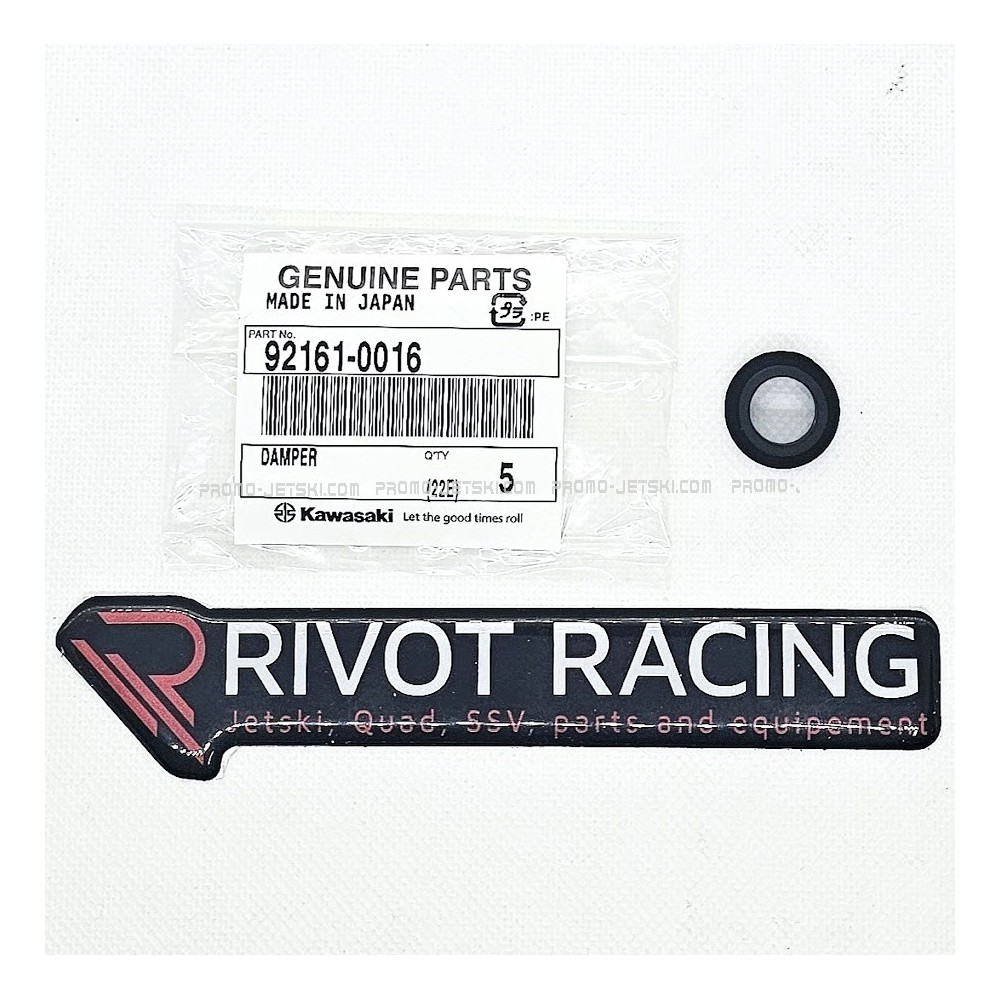 GENUINE PARTS
MADE IN JAPAN
プラ :PE
PART No.
92161-0016
DAMPER Q'TY
(22E) 5
PROMO-JETSKI.COM PROMO-JETSKI.COM PROMO-JETSKI.COM PROMO-J
Kawasaki Let the good times roll
RIVOT RACING
Jetski, Quad, SSV, parts and equipement